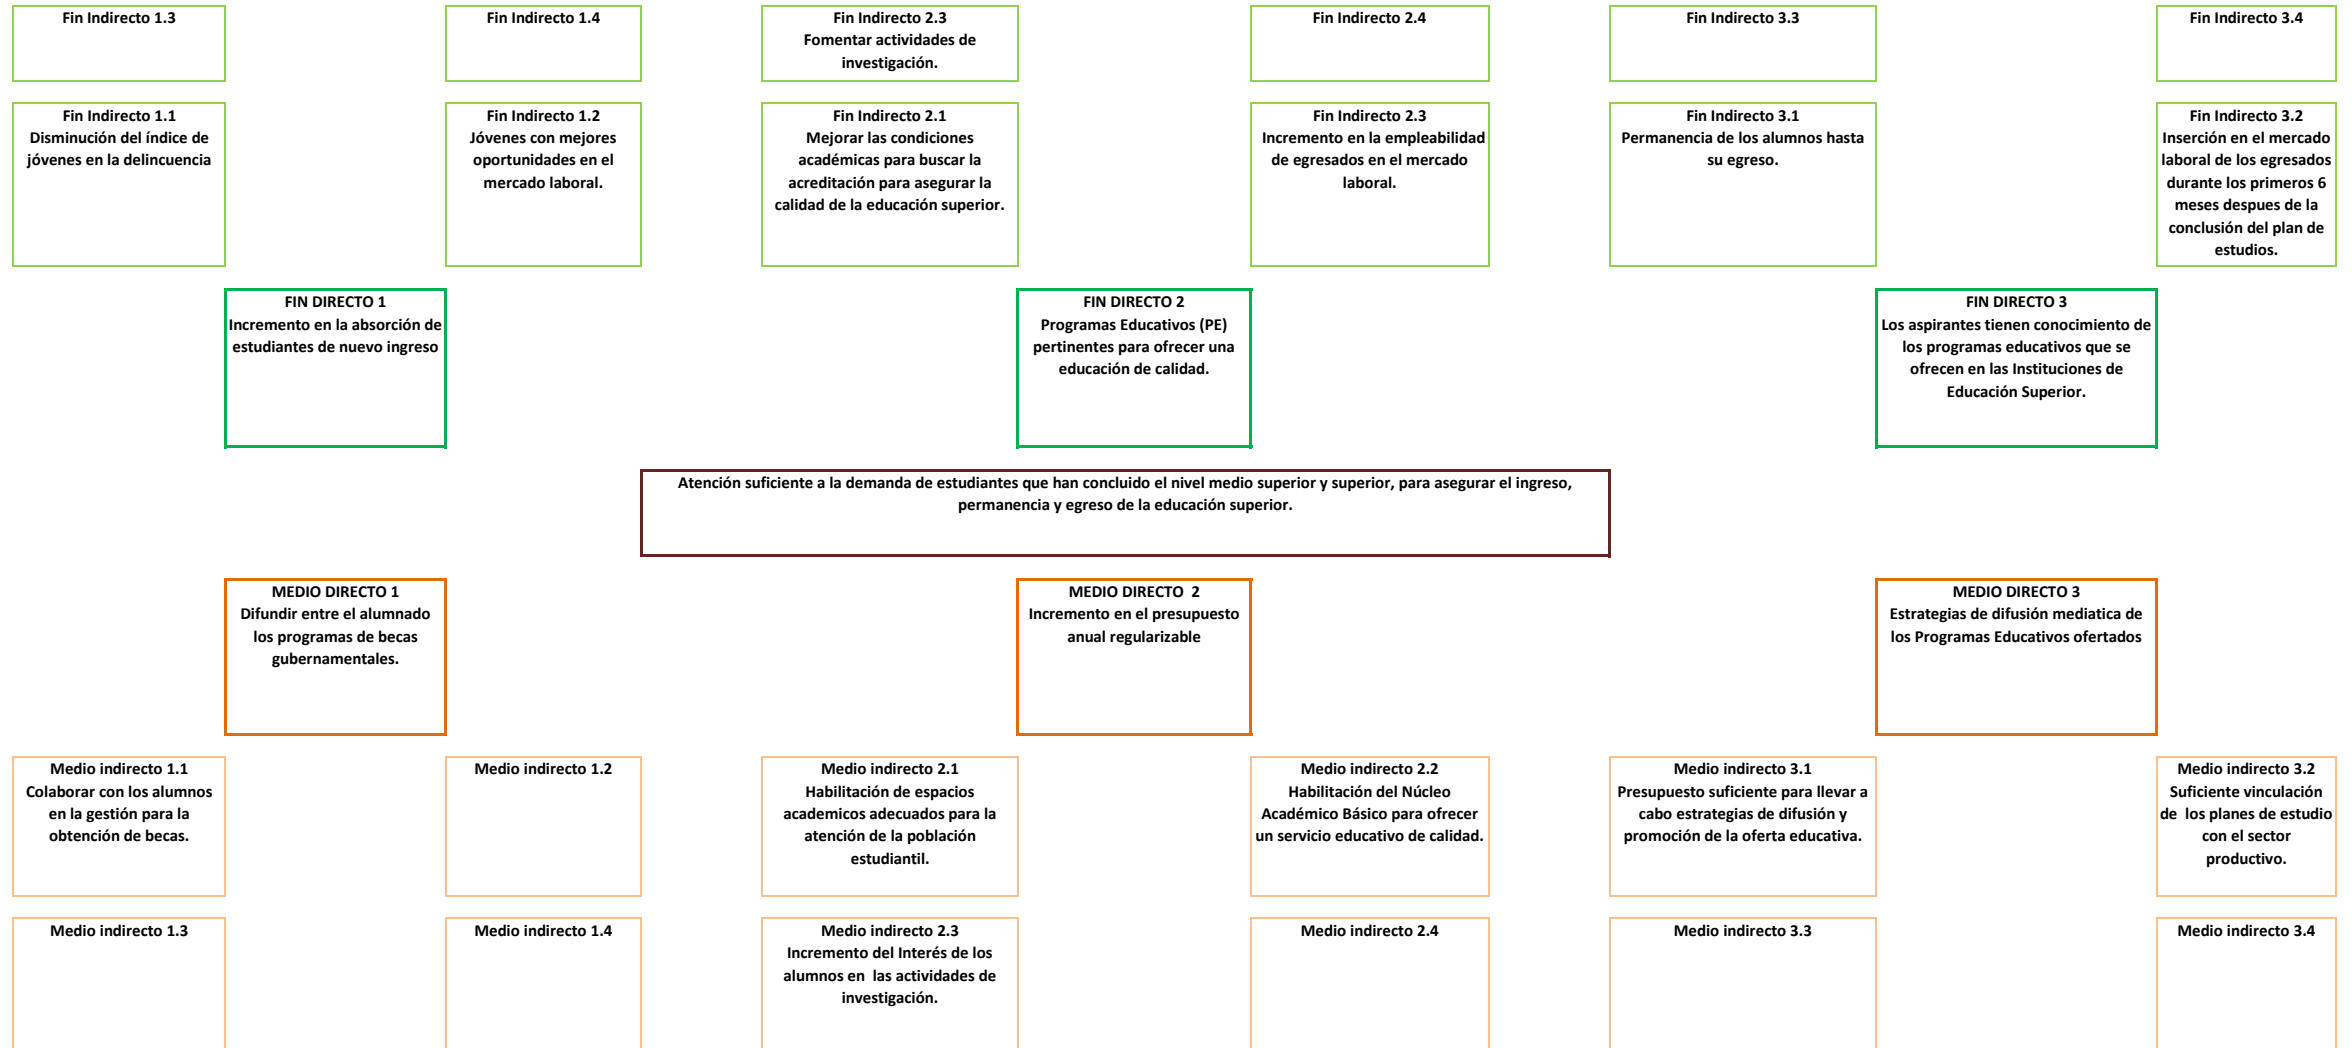 Fin Indirecto 1.3
Fin Indirecto 1.4
Fin Indirecto 2.3
Fomentar actividades de
investigación.
Fin Indirecto 2.4
Fin Indirecto 3.3
Fin Indirecto 3.4
Fin Indirecto 1.1
Disminución del índice de
jóvenes en la delincuencia
Fin Indirecto 1.2
Jóvenes con mejores
oportunidades en el
mercado laboral.
Fin Indirecto 2.1
Mejorar las condiciones
académicas para buscar la
acreditación para asegurar la
calidad de la educación superior.
Fin Indirecto 2.3
Incremento en la empleabilidad
de egresados en el mercado
laboral.
Fin Indirecto 3.1
Permanencia de los alumnos hasta
su egreso.
Fin Indirecto 3.2
Inserción en el mercado
laboral de los egresados
durante los primeros 6
meses despues de la
conclusión del plan de
estudios.
FIN DIRECTO 1
Incremento en la absorción de
estudiantes de nuevo ingreso
FIN DIRECTO 2
Programas Educativos (PE)
pertinentes para ofrecer una
educación de calidad.
FIN DIRECTO 3
Los aspirantes tienen conocimiento de
los programas educativos que se
ofrecen en las Instituciones de
Educación Superior.
Atención suficiente a la demanda de estudiantes que han concluido el nivel medio superior y superior, para asegurar el ingreso,
permanencia y egreso de la educación superior.
MEDIO DIRECTO 1
Difundir entre el alumnado
los programas de becas
gubernamentales.
MEDIO DIRECTO  2
Incremento en el presupuesto
anual regularizable
MEDIO DIRECTO 3
Estrategias de difusión mediatica de
los Programas Educativos ofertados
Medio indirecto 1.1
Colaborar con los alumnos
en la gestión para la
obtención de becas.
Medio indirecto 1.2
Medio indirecto 2.1
Habilitación de espacios
academicos adecuados para la
atención de la población
estudiantil.
Medio indirecto 2.2
Habilitación del Núcleo
Académico Básico para ofrecer
un servicio educativo de calidad.
Medio indirecto 3.1
Presupuesto suficiente para llevar a
cabo estrategias de difusión y
promoción de la oferta educativa.
Medio indirecto 3.2
Suficiente vinculación
de  los planes de estudio
con el sector
productivo.
Medio indirecto 1.3
Medio indirecto 1.4
Medio indirecto 2.3
Incremento del Interés de los
alumnos en  las actividades de
investigación.
Medio indirecto 2.4
Medio indirecto 3.3
Medio indirecto 3.4